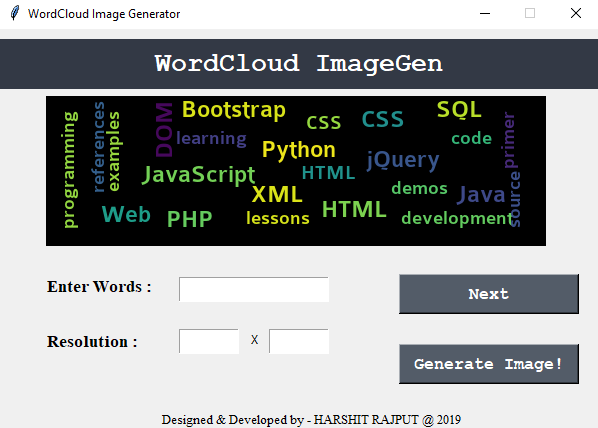 WordCloud Image Generator
WordCloud ImageGen
programming
references
examples
DOM
Bootstrap
learning
CSS
CSS
SQL
code
primer
Python
jQuery
JavaScript
HTML
XML
demos
Java
source
Web
PHP
lessons
HTML
development
Enter Words :
Next
Resolution :
X
Generate Image!
Designed & Developed by - HARSHIT RAJPUT @ 2019